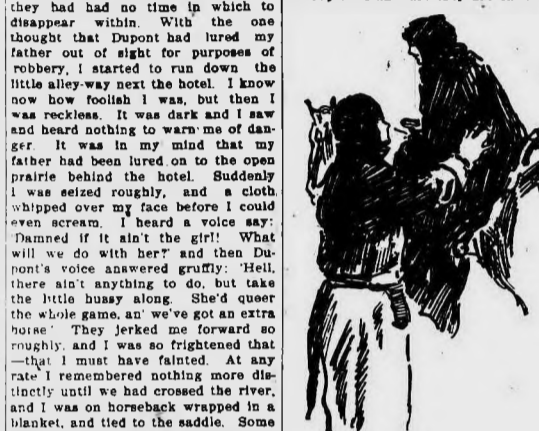 they had had no time in which to
disappear within. With the one
thought that Dupont had lured my
father out of sight for purposes of
robbery, I started to run down the
little alley-way next the hotel. I know
now how foolish I was, but then I
was reckless. It was dark and I saw
and heard nothing to warn me of dan-
ger. It was in my mind that my
father had been lured on to the open
prairie behind the hotel. Suddenly
I was seized roughly, and a cloth
whipped over my face before I could
even scream. I heard a voice say:
'Damned if it ain't the girl! What
will we do with her?' and then Du-
pont's voice answered gruffly: 'Hell,
there ain't anything to do, but take
the little hussy along. She'd queer
the whole game, an' we've got an extra
horse' They jerked me forward so
roughly, and I was so frightened that
—that I must have fainted. At any
rate I remembered nothing more dis-
tinctly until we had crossed the river,
and I was on horseback wrapped in a
blanket, and tied to the saddle. Some